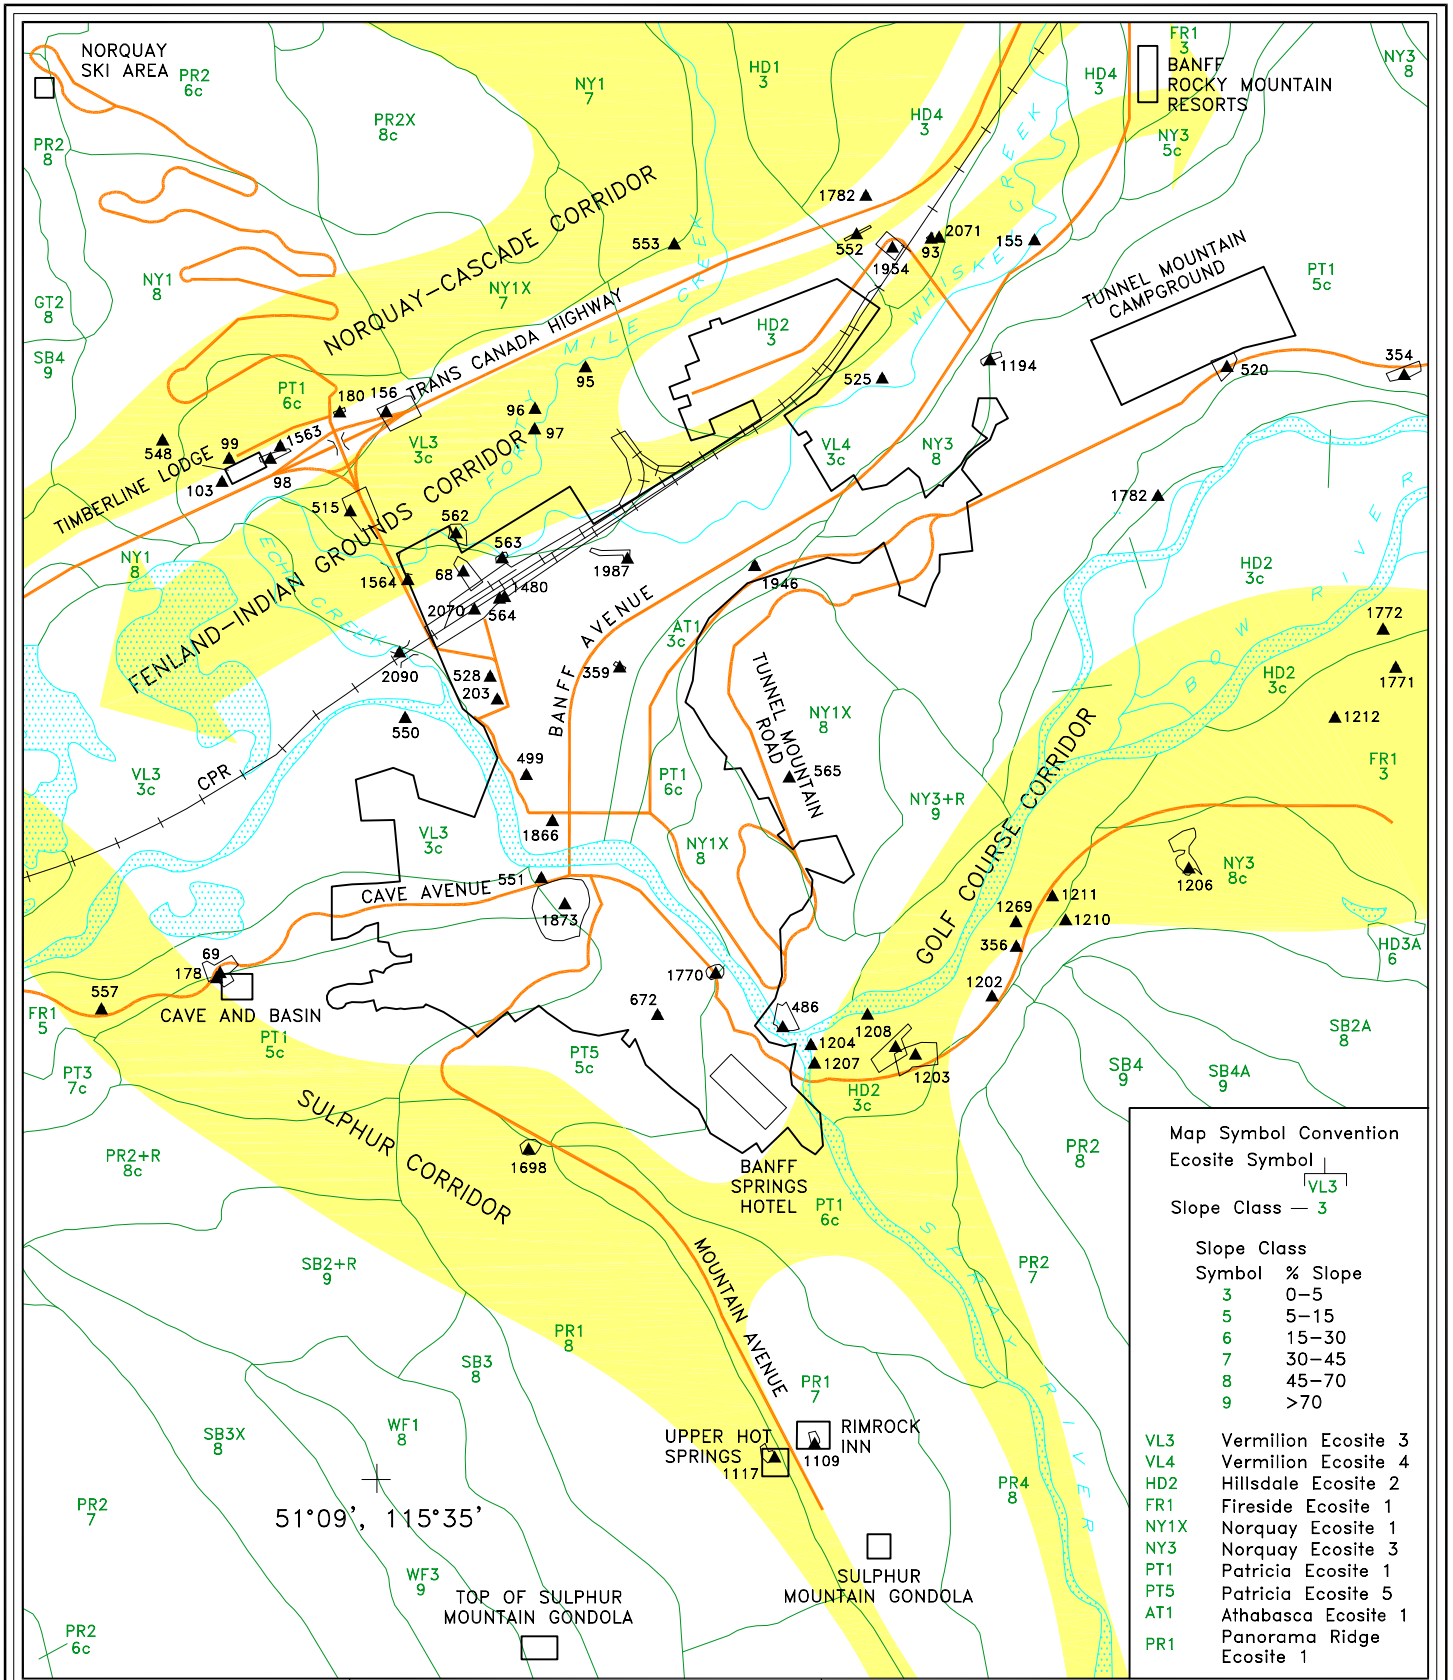 NORQUAY
SKI AREA
PR2
6c
PR2
8
PR2X
8c
NY1
7
HD1
3
HD4
3
HD4
3
FR1
3
BANFF
ROCKY MOUNTAIN
RESORTS
NY3
8
NY3
5c
NORQUAY-CASCADE CORRIDOR
1782
553
552
1954
93
2071
155
WHISKEY CREEK
TUNNEL MOUNTAIN
CAMPGROUND
PT1
5c
NY1
8
GT2
8
SB4
9
NY1X
7
TRANS CANADA HIGHWAY
FORTY MILE CREEK
HD2
3
PT1
6c
180
156
95
96
97
525
1194
520
354
VL3
3c
VL4
3c
NY3
8
548
99
1563
98
103
TIMBERLINE LODGE
515
562
563
68
1480
564
2070
1564
1987
1946
1782
NY1
8
FENLAND-INDIAN GROUNDS CORRIDOR
ECHO CREEK
2090
528
203
550
499
359
BANFF AVENUE
AT1
3c
TUNNEL MOUNTAIN
ROAD
TUNNEL MOUNTAIN
NY1X
8
565
HD2
3c
BOW RIVER
1772
1771
1212
HD2
3c
FR1
3
VL3
3c
CPR
PT1
6c
NY3+R
9
GOLF COURSE CORRIDOR
1866
VL3
3c
NY1X
8
NY3
8c
1206
CAVE AVENUE
551
1873
1211
1210
1269
356
1202
HD3A
6
69
178
557
CAVE AND BASIN
FR1
5
PT1
5c
PT3
7c
1770
672
486
1208
1204
1207
1203
HD2
3c
PT5
5c
SB2A
8
SB4
9
SB4A
9
SULPHUR CORRIDOR
PR2+R
8c
1698
BANFF
SPRINGS
HOTEL
PT1
6c
PR2
8
PR2
7
SPRAY RIVER
SB2+R
9
PR1
8
SB3
8
MOUNTAIN AVENUE
PR1
7
SB3X
8
WF1
8
UPPER HOT
SPRINGS
1117
RIMROCK
INN
1109
PR4
8
PR2
7
51°09', 115°35'
WF3
9
TOP OF SULPHUR
MOUNTAIN GONDOLA
SULPHUR
MOUNTAIN GONDOLA
PR2
6c
Map Symbol Convention
Ecosite Symbol
VL3
Slope Class — 3
Slope Class
Symbol % Slope
3 0-5
5 5-15
6 15-30
7 30-45
8 45-70
9 >70
VL3 Vermilion Ecosite 3
VL4 Vermilion Ecosite 4
HD2 Hillsdale Ecosite 2
FR1 Fireside Ecosite 1
NY1X Norquay Ecosite 1
NY3 Norquay Ecosite 3
PT1 Patricia Ecosite 1
PT5 Patricia Ecosite 5
AT1 Athabasca Ecosite 1
PR1 Panorama Ridge
Ecosite 1